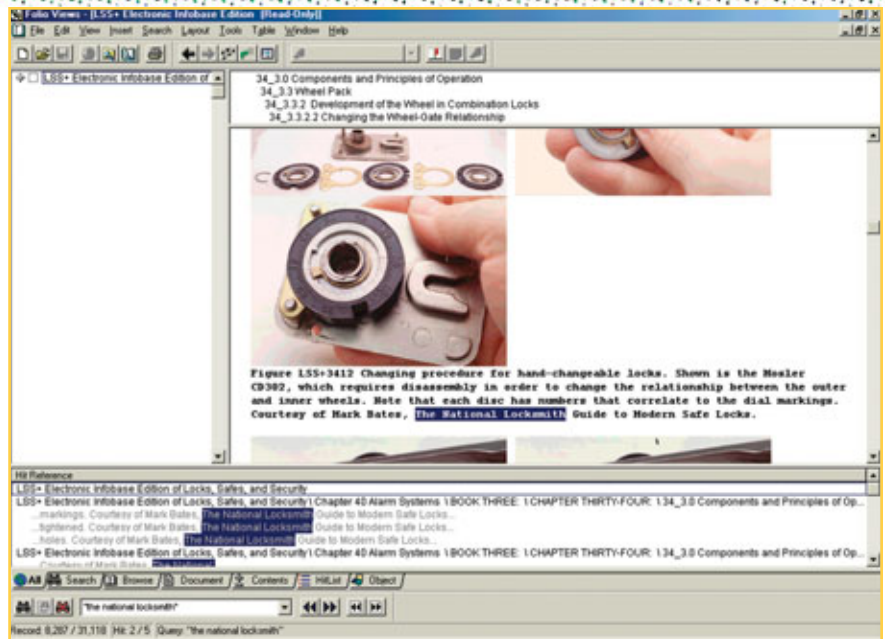 Folio Views - [LSS+ Electronic Infobase Edition (Read-Only)]
File Edit View Insert Search Layout Tools Table Window Help
LSS+ Electronic Infobase Edition of
34_3.0 Components and Principles of Operation
34_3.3 Wheel Pack
34_3.3.2 Development of the Wheel in Combination Locks
34_3.3.2.2 Changing the Wheel-Gate Relationship
Figure LSS+3412 Changing procedure for hand-changeable locks. Shown is the Mosler
CD302, which requires disassembly in order to change the relationship between the outer
and inner wheels. Note that each disc has numbers that correlate to the dial markings.
Courtesy of Mark Bates, The National Locksmith Guide to Modern Safe Locks.
Hit Reference
LSS+ Electronic Infobase Edition of Locks, Safes, and Security
LSS+ Electronic Infobase Edition of Locks, Safes, and Security \ Chapter 40 Alarm Systems \ BOOK THREE: \ CHAPTER THIRTY-FOUR: \ 34_3.0 Components and Principles of Op...
...markings. Courtesy of Mark Bates, The National Locksmith Guide to Modern Safe Locks...
...tightened. Courtesy of Mark Bates, The National Locksmith Guide to Modern Safe Locks...
...holes. Courtesy of Mark Bates, The National Locksmith Guide to Modern Safe Locks...
LSS+ Electronic Infobase Edition of Locks, Safes, and Security \ Chapter 40 Alarm Systems \ BOOK THREE: \ CHAPTER THIRTY-FOUR: \ 34_3.0 Components and Principles of Op...
Courtesy of Mark Bates, The National
All Search Browse Document Contents HitList Object
"the national locksmith"
Record: 8,287 / 31,118 Hit: 2 / 5 Query: "the national locksmith"